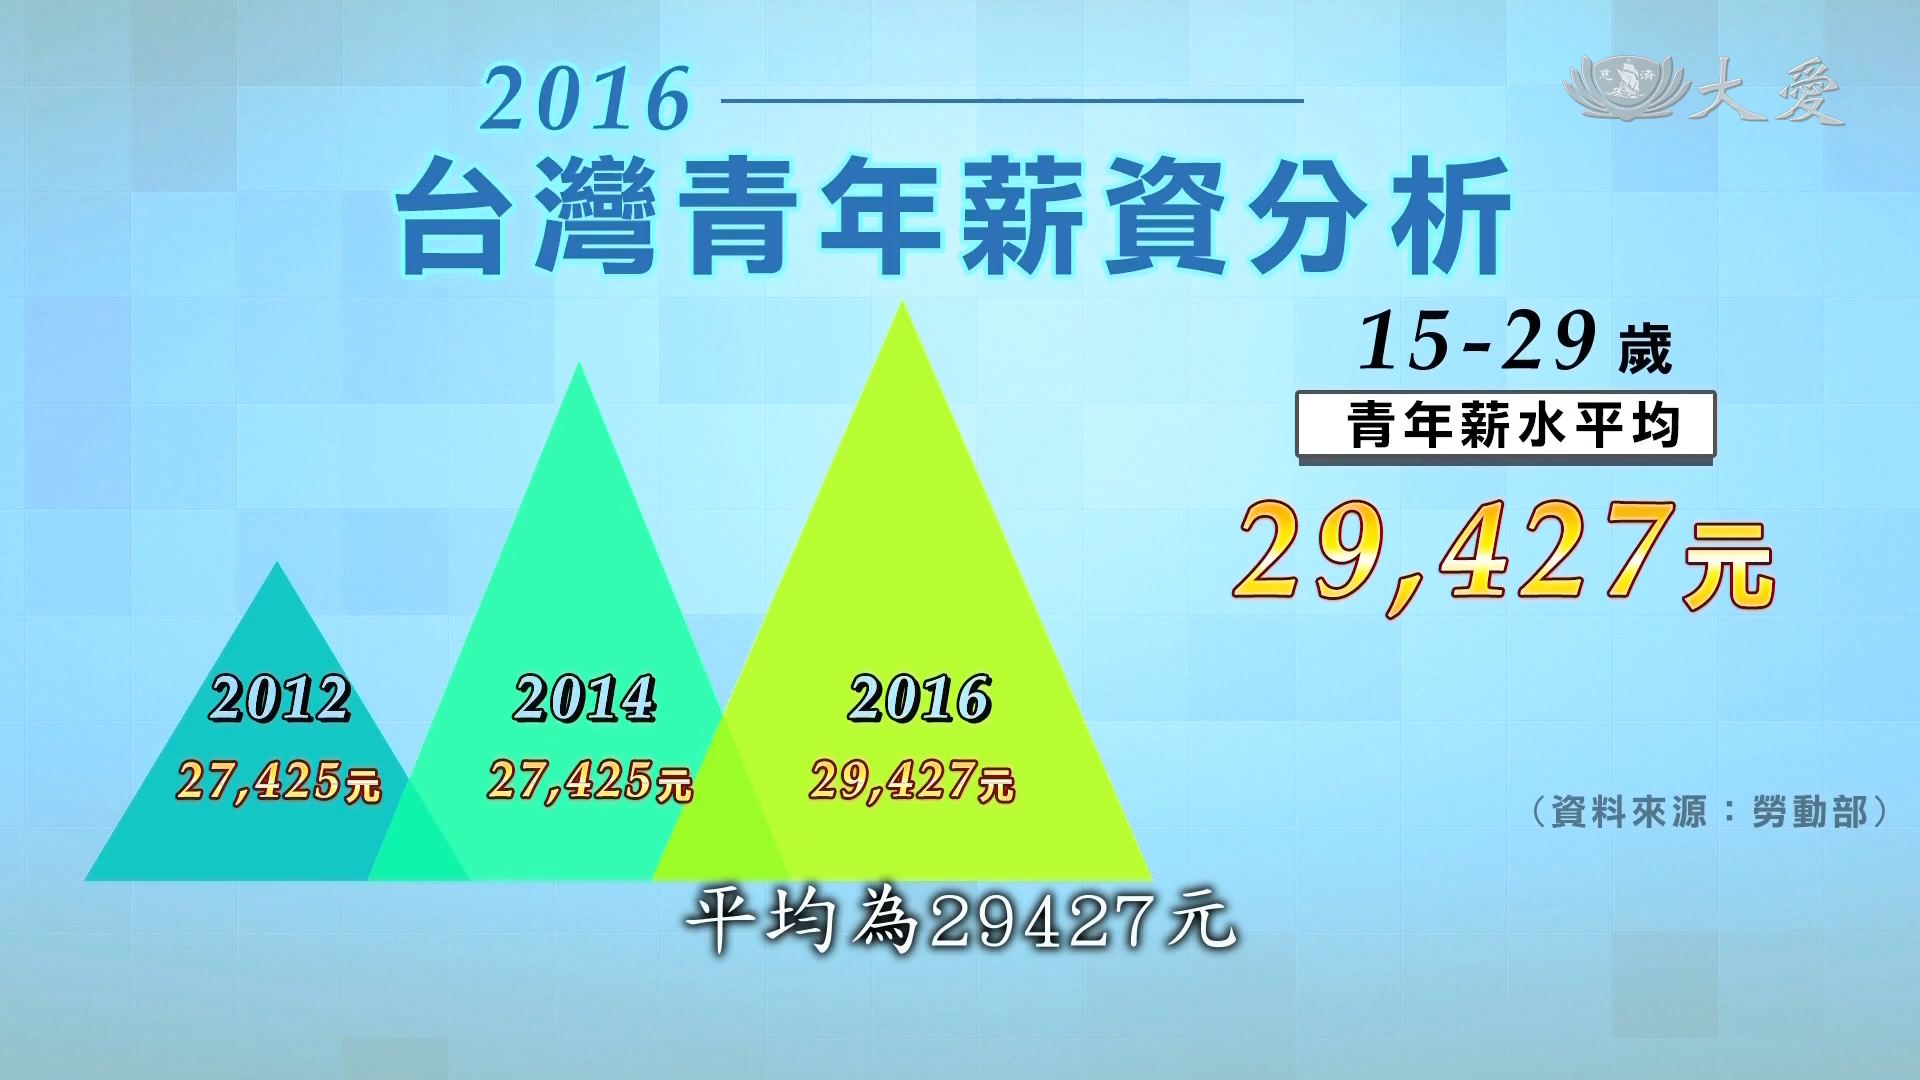 2016
台灣青年薪資分析
慈濟
大愛
15-29歲
青年薪水平均
29,427元
2012
27,425元
2014
27,425元
2016
29,427元
（資料來源：勞動部）
平均為29427元